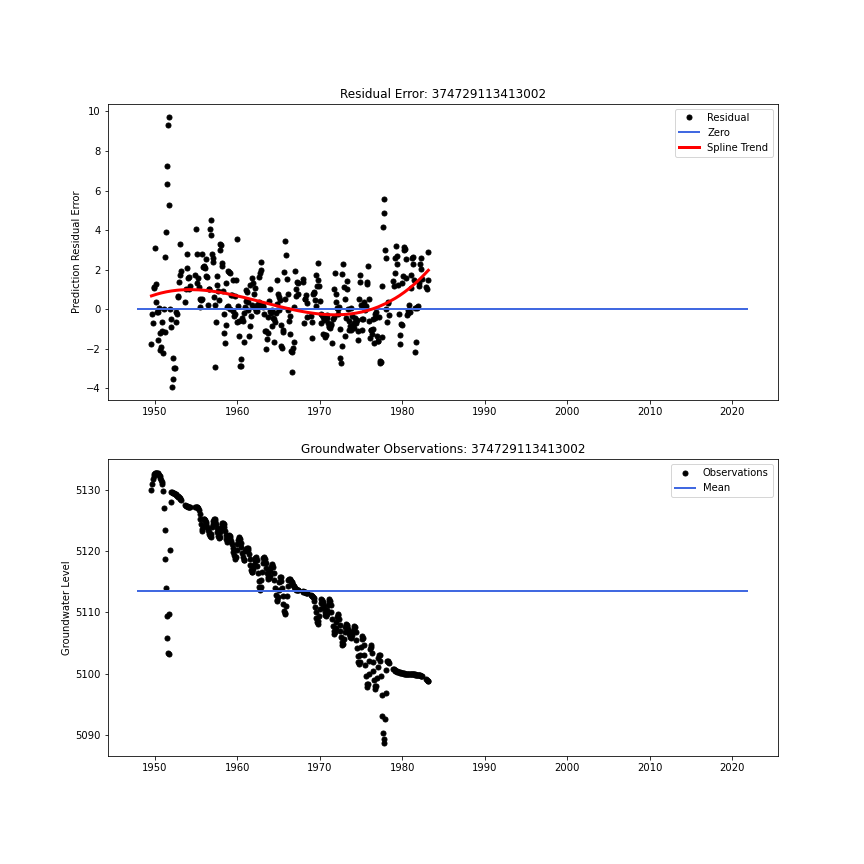 Residual Error: 374729113413002
Prediction Residual Error
10
8
6
4
2
0
−2
−4
1950 1960 1970 1980 1990 2000 2010 2020
Residual
Zero
Spline Trend
Groundwater Observations: 374729113413002
Groundwater Level
5130
5120
5110
5100
5090
1950 1960 1970 1980 1990 2000 2010 2020
Observations
Mean